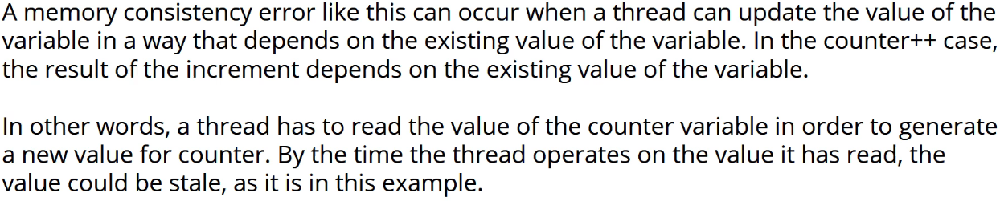 A memory consistency error like this can occur when a thread can update the value of the
variable in a way that depends on the existing value of the variable. In the counter++ case,
the result of the increment depends on the existing value of the variable.
In other words, a thread has to read the value of the counter variable in order to generate
a new value for counter. By the time the thread operates on the value it has read, the
value could be stale, as it is in this example.